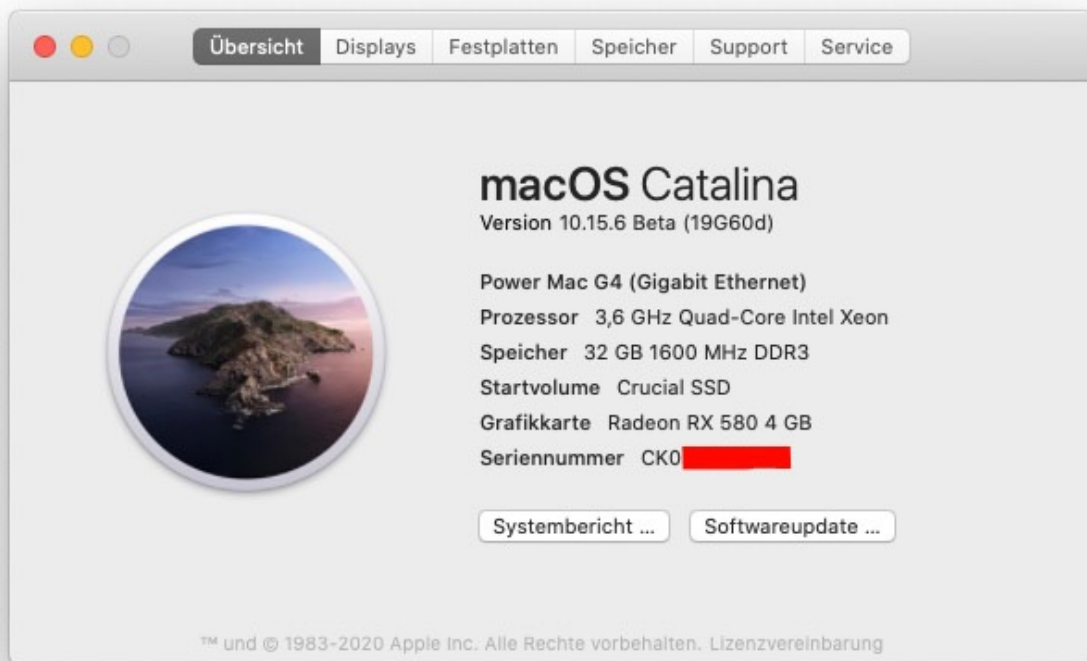 Übersicht Displays Festplatten Speicher Support Service
macOS Catalina
Version 10.15.6 Beta (19G60d)
Power Mac G4 (Gigabit Ethernet)
Prozessor 3,6 GHz Quad-Core Intel Xeon
Speicher 32 GB 1600 MHz DDR3
Startvolume Crucial SSD
Grafikkarte Radeon RX 580 4 GB
Seriennummer CK0
Systembericht ... Softwareupdate ...
™ und © 1983-2020 Apple Inc. Alle Rechte vorbehalten. Lizenzvereinbarung